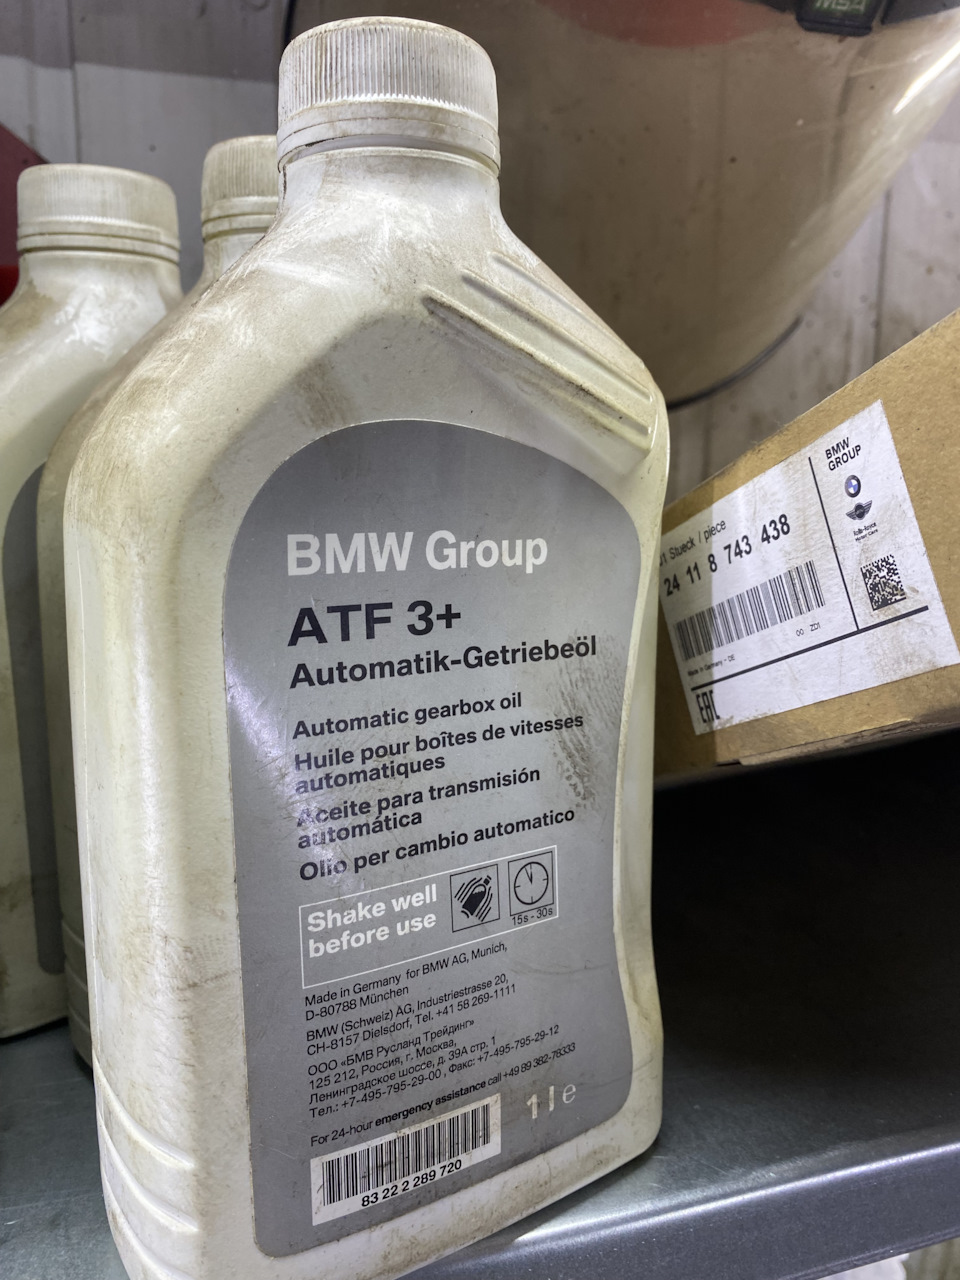 MSA
BMW Group
ATF 3+
Automatik-Getriebeöl
Automatic gearbox oil
Huile pour boîtes de vitesses
automatiques
Aceite para transmisión
automática
Olio per cambio automatico
Shake well
before use
15s - 30s
Made in Germany for BMW AG, Munich,
D-80788 München
BMW (Schweiz) AG, Industriestrasse 20,
CH-8157 Dielsdorf, Tel. +41 58 269-1111
ООО «БМВ Русланд Трейдинг»
125 212, Россия, г. Москва,
Ленинградское шоссе, д. 39А стр, 1
Тел.: +7-495-795-29-00 , Факс: +7-495-795-29-12
For 24-hour emergency assistance call +49 89 382-78333
1 l e
83 22 2 289 720
BMW
GROUP
01 Stueck / piece
24 11 8 743 438
00 ZD1
Made in Germany - DE
EAC